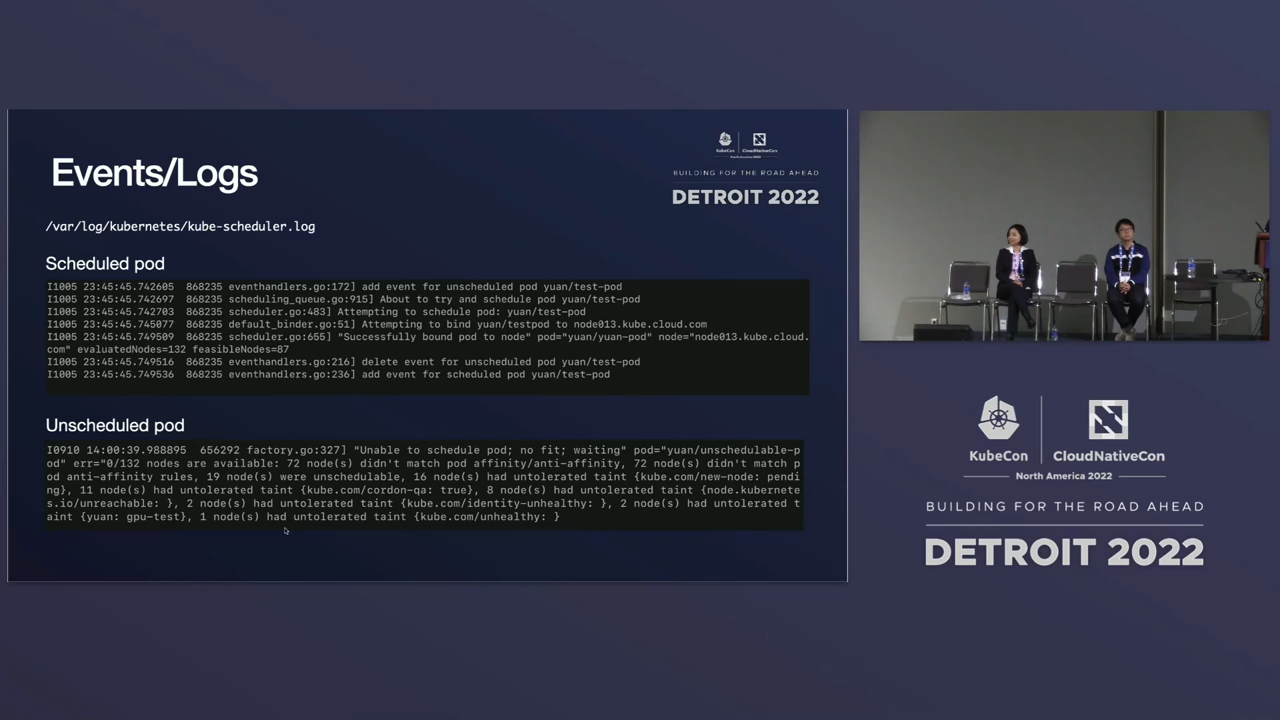 Events/Logs
KubeCon
CloudNativeCon
North America 2022
BUILDING FOR THE ROAD AHEAD
DETROIT 2022
/var/log/kubernetes/kube-scheduler.log
Scheduled pod
I1005 23:45:45.742605  868235 eventhandlers.go:172] add event for unscheduled pod yuan/test-pod
I1005 23:45:45.742697  868235 scheduling_queue.go:915] About to try and schedule pod yuan/test-pod
I1005 23:45:45.742703  868235 scheduler.go:483] Attempting to schedule pod: yuan/test-pod
I1005 23:45:45.745077  868235 default_binder.go:51] Attempting to bind yuan/testpod to node013.kube.cloud.com
I1005 23:45:45.749509  868235 scheduler.go:655] "Successfully bound pod to node" pod="yuan/yuan-pod" node="node013.kube.cloud.
com" evaluatedNodes=132 feasibleNodes=87
I1005 23:45:45.749516  868235 eventhandlers.go:216] delete event for unscheduled pod yuan/test-pod
I1005 23:45:45.749536  868235 eventhandlers.go:236] add event for scheduled pod yuan/test-pod
Unscheduled pod
I0910 14:00:39.988895  656292 factory.go:327] "Unable to schedule pod; no fit; waiting" pod="yuan/unschedulable-p
od" err="0/132 nodes are available: 72 node(s) didn't match pod affinity/anti-affinity, 72 node(s) didn't match p
od anti-affinity rules, 19 node(s) were unschedulable, 16 node(s) had untolerated taint {kube.com/new-node: pendi
ng}, 11 node(s) had untolerated taint {kube.com/cordon-qa: true}, 8 node(s) had untolerated taint {node.kubernete
s.io/unreachable: }, 2 node(s) had untolerated taint {kube.com/identity-unhealthy: }, 2 node(s) had untolerated t
aint {yuan: gpu-test}, 1 node(s) had untolerated taint {kube.com/unhealthy: }
KubeCon
CloudNativeCon
North America 2022
BUILDING FOR THE ROAD AHEAD
DETROIT 2022